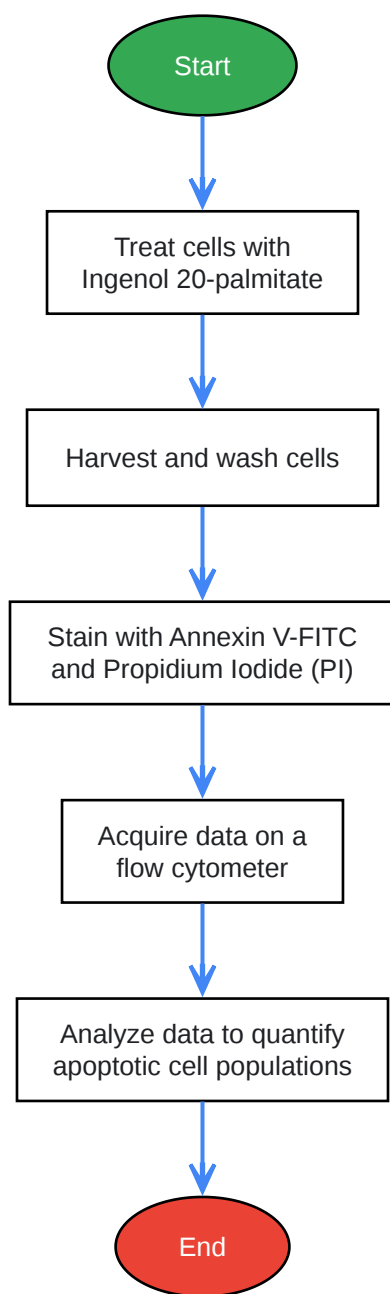 Start
Treat cells with
Ingenol 20-palmitate
Harvest and wash cells
Stain with Annexin V-FITC
and Propidium Iodide (PI)
Acquire data on a
flow cytometer
Analyze data to quantify
apoptotic cell populations
End